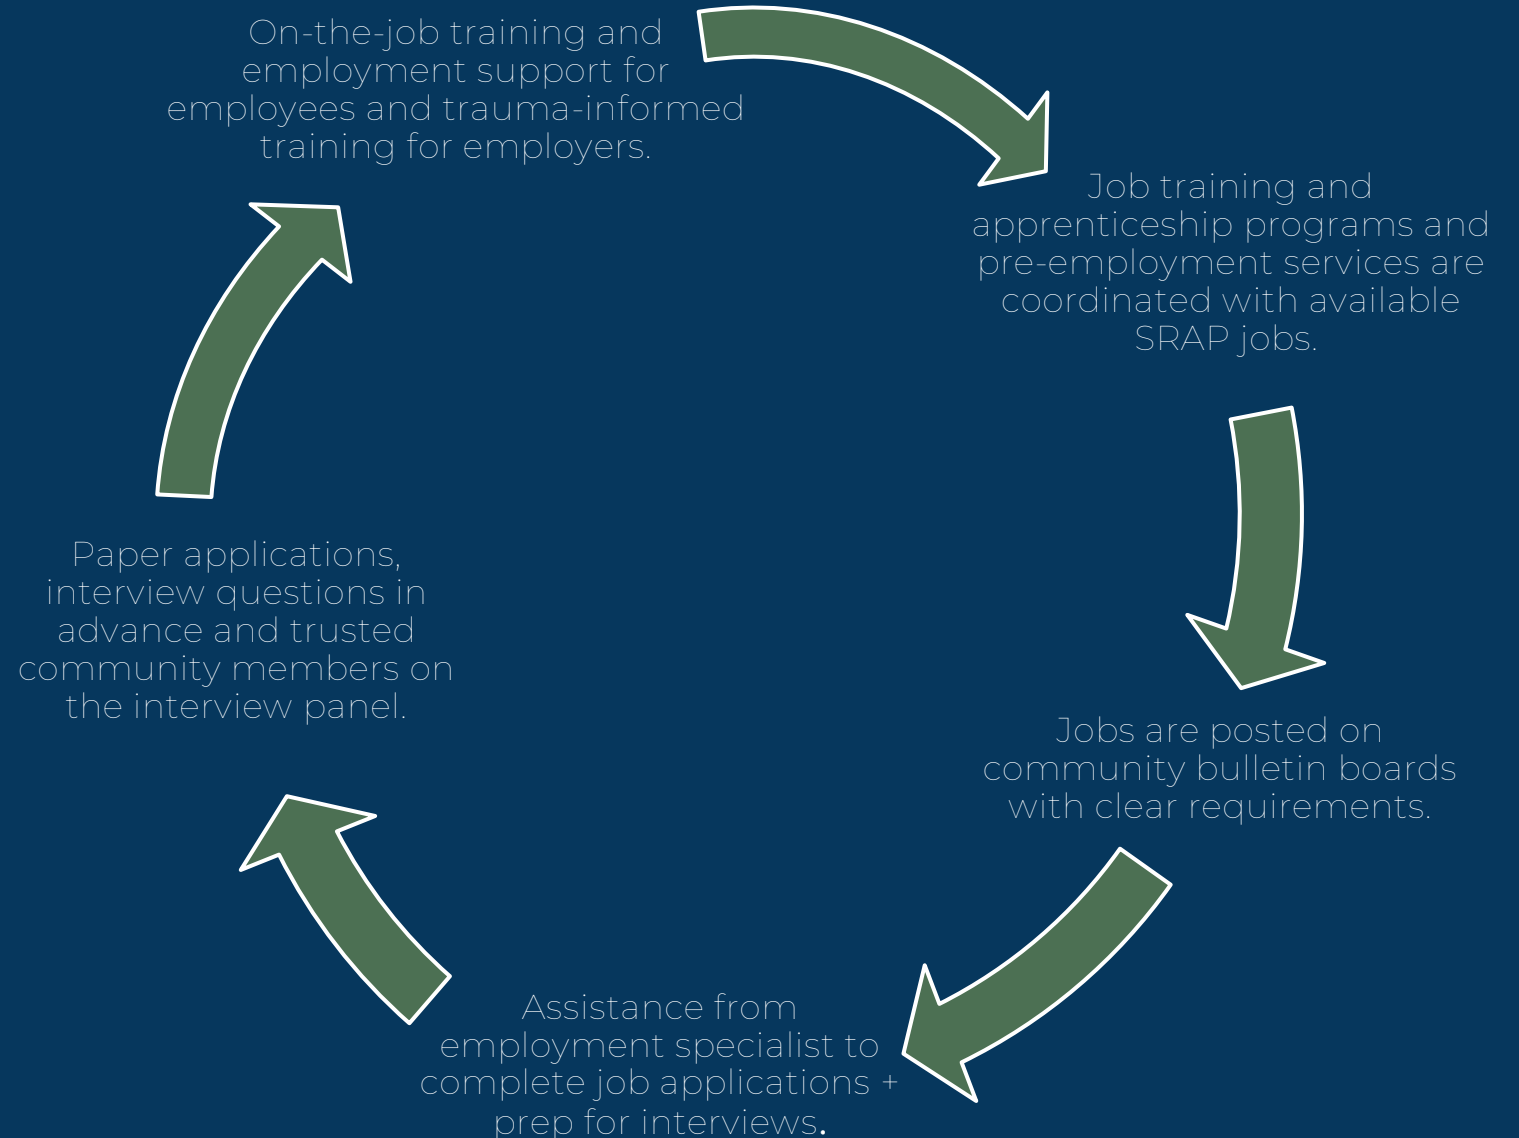 On-the-job training and
employment support for
employees and trauma-informed
training for employers.
Job training and
apprenticeship programs and
pre-employment services are
coordinated with available
SRAP jobs.
Jobs are posted on
community bulletin boards
with clear requirements.
Assistance from
employment specialist to
complete job applications +
prep for interviews.
Paper applications,
interview questions in
advance and trusted
community members on
the interview panel.